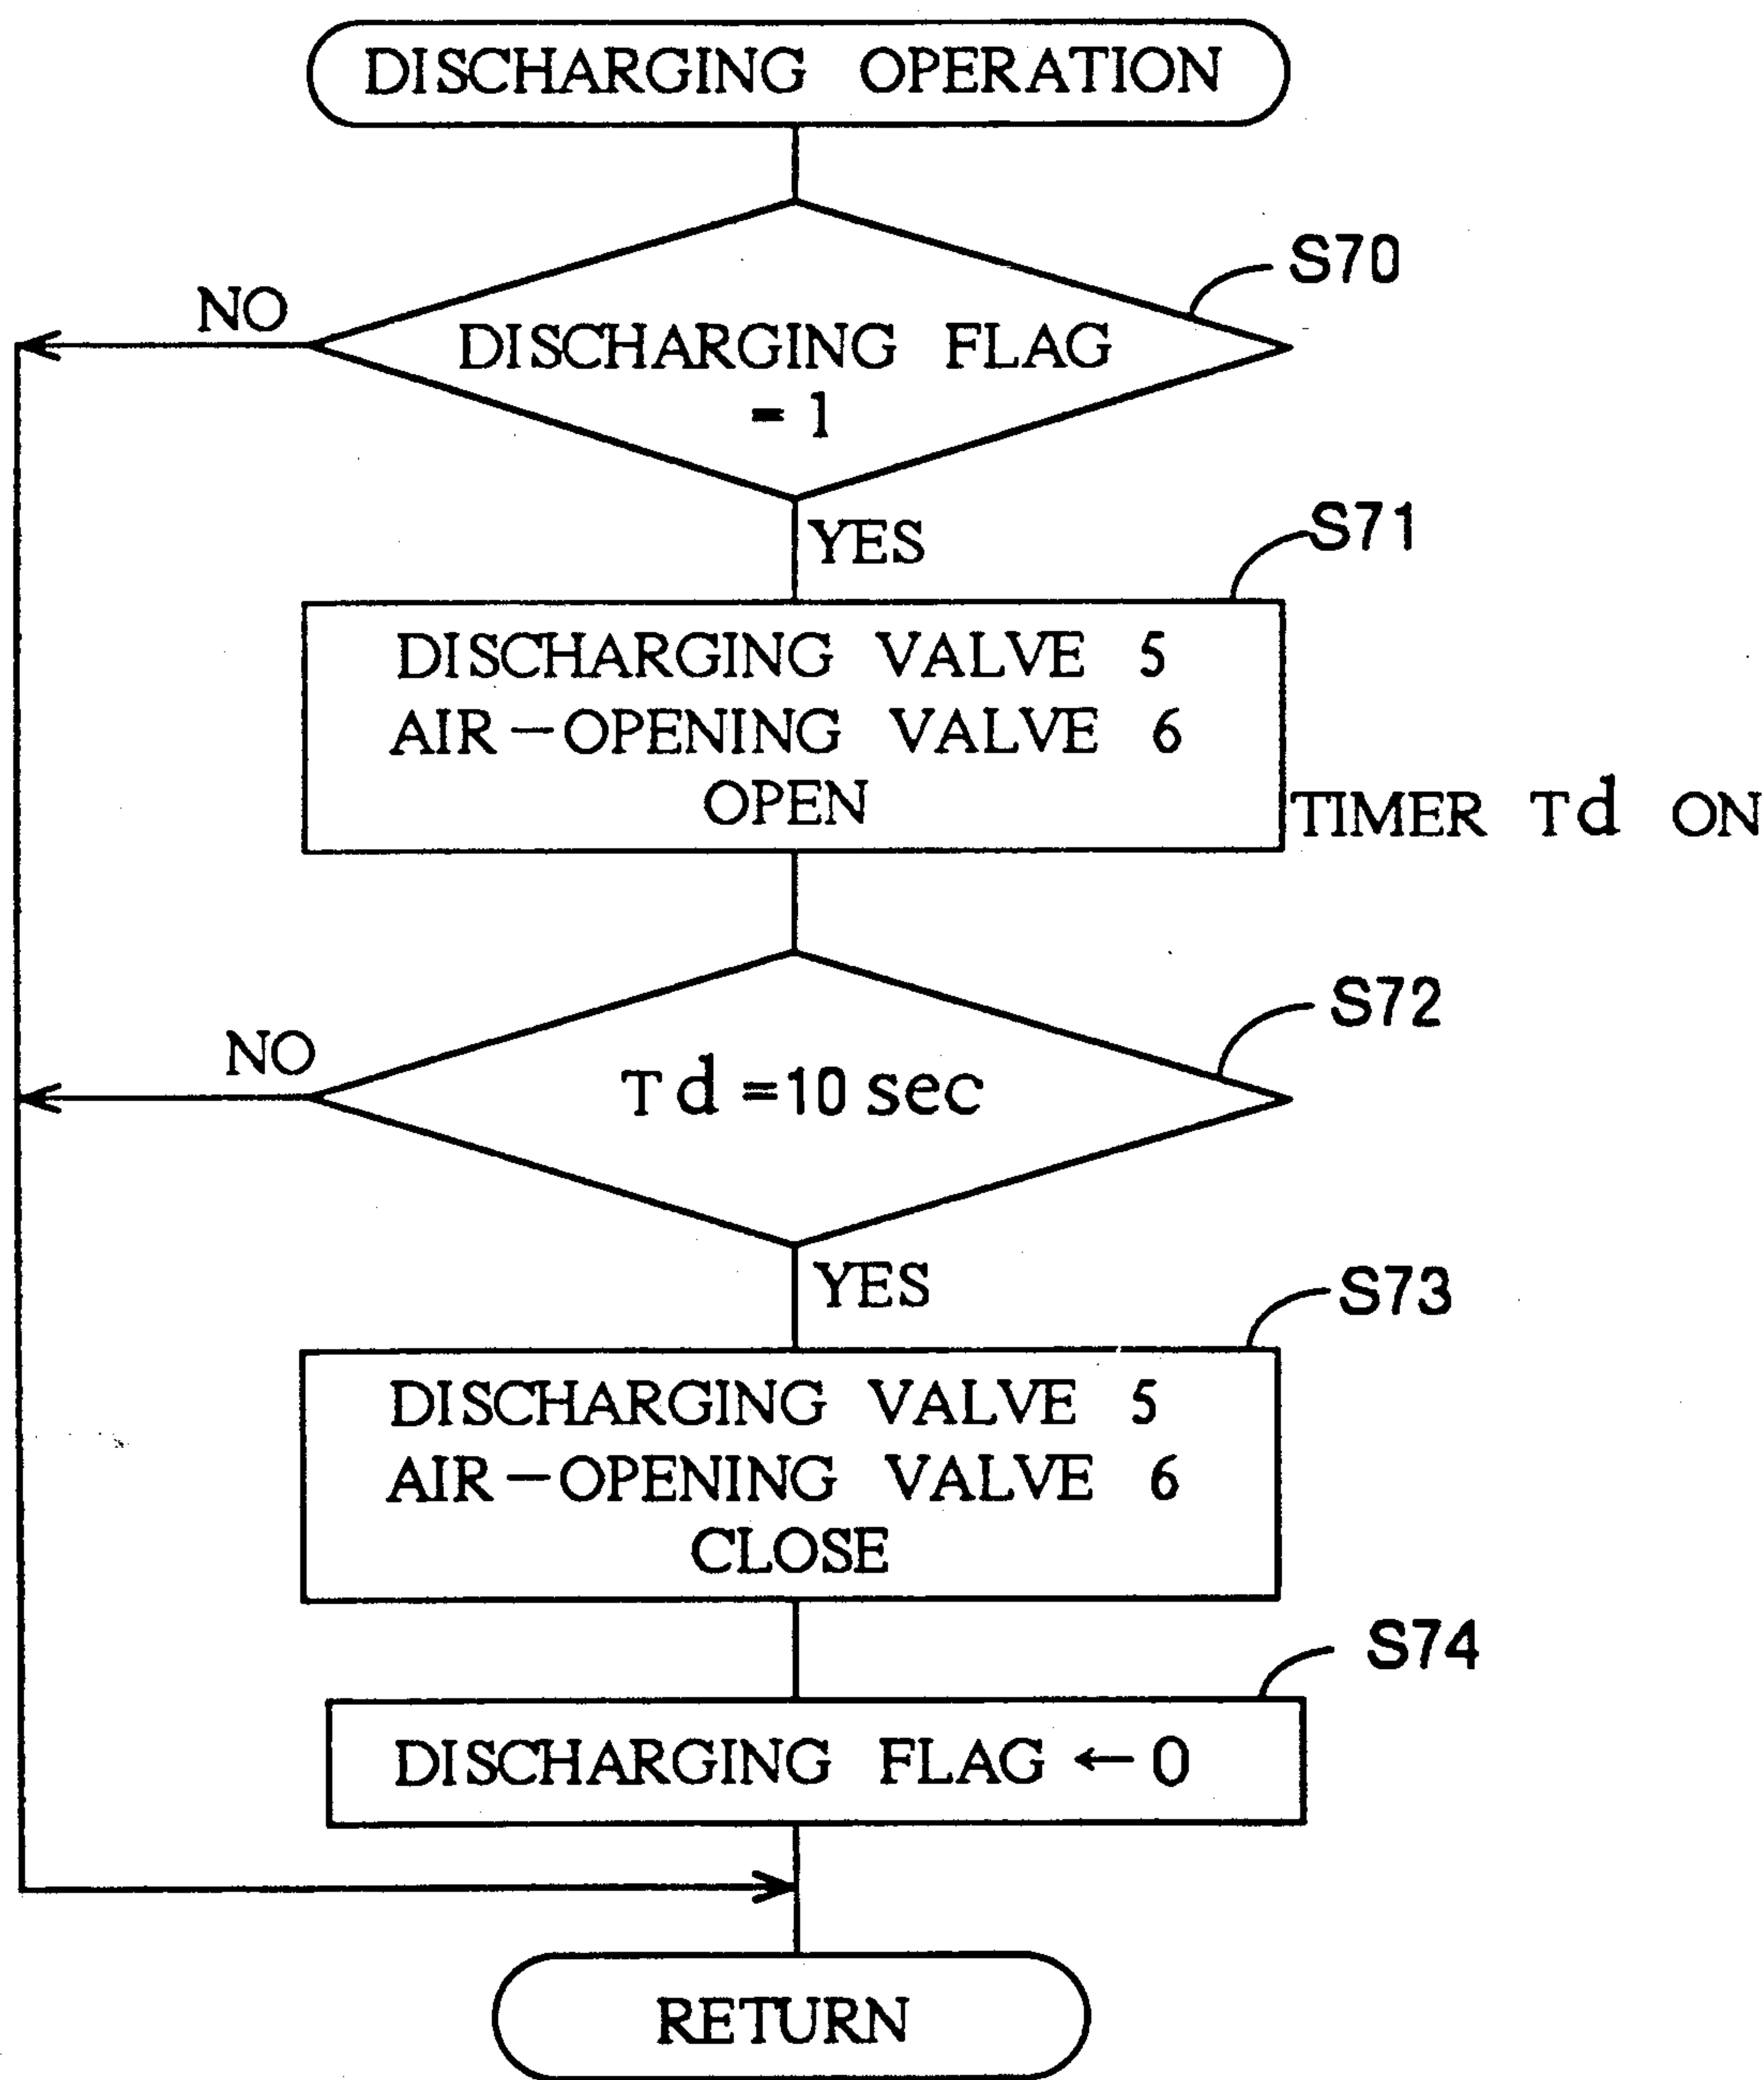 DISCHARGING OPERATION
S70
NO
DISCHARGING FLAG
= 1
YES
S71
DISCHARGING VALVE 5
AIR-OPENING VALVE 6
OPEN
TIMER Td ON
S72
NO
Td =10 sec
YES
S73
DISCHARGING VALVE 5
AIR-OPENING VALVE 6
CLOSE
S74
DISCHARGING FLAG ← 0
RETURN